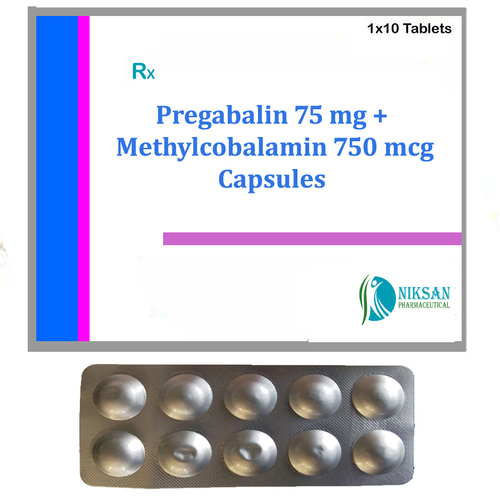 1x10 Tablets
Rx
Pregabalin 75 mg +
Methylcobalamin 750 mcg
Capsules
NIKSAN
PHARMACEUTICAL